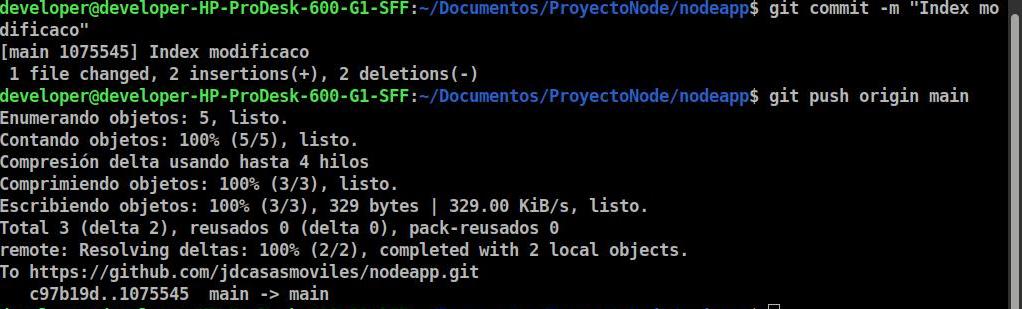 developer@developer-HP-ProDesk-600-G1-SFF:~/Documentos/ProyectoNode/nodeapp$ git commit -m "Index mo
dificaco"
[main 1075545] Index modificaco
 1 file changed, 2 insertions(+), 2 deletions(-)
developer@developer-HP-ProDesk-600-G1-SFF:~/Documentos/ProyectoNode/nodeapp$ git push origin main
Enumerando objetos: 5, listo.
Contando objetos: 100% (5/5), listo.
Compresión delta usando hasta 4 hilos
Comprimiendo objetos: 100% (3/3), listo.
Escribiendo objetos: 100% (3/3), 329 bytes | 329.00 KiB/s, listo.
Total 3 (delta 2), reusados 0 (delta 0), pack-reusados 0
remote: Resolving deltas: 100% (2/2), completed with 2 local objects.
To https://github.com/jdcasasmoviles/nodeapp.git
   c97b19d..1075545  main -> main